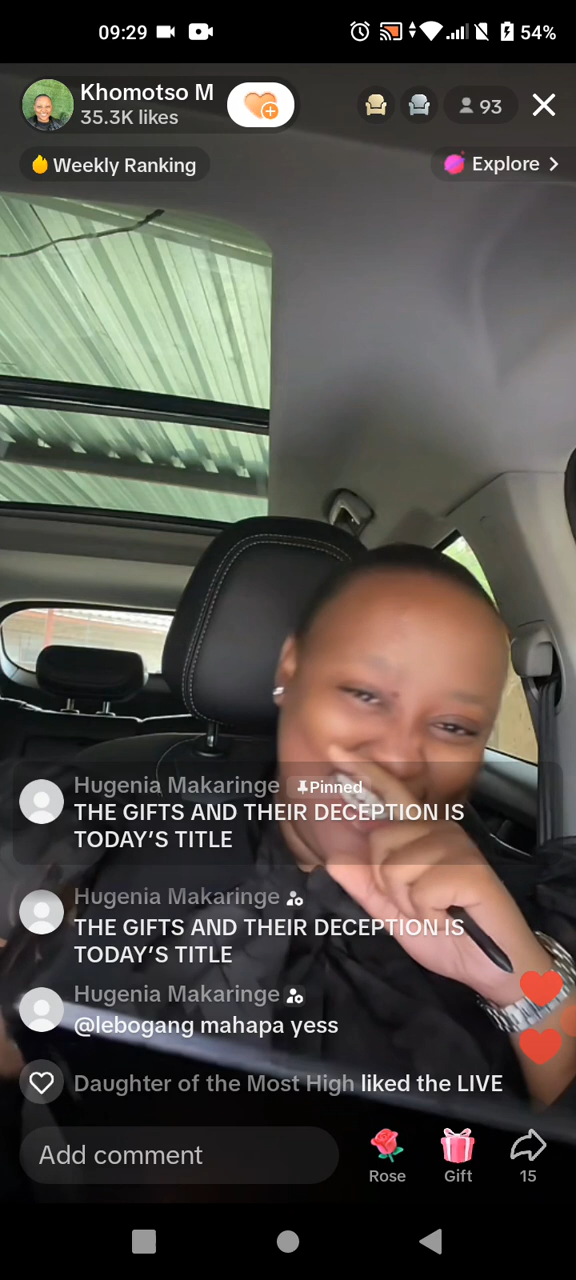 09:29
54%
Khomotso M
35.3K likes
93
Weekly Ranking
Explore >
Hugenia Makaringe Pinned
THE GIFTS AND THEIR DECEPTION IS
TODAY'S TITLE
Hugenia Makaringe
THE GIFTS AND THEIR DECEPTION IS
TODAY'S TITLE
Hugenia Makaringe
@lebogang mahapa yess
Daughter of the Most High liked the LIVE
Add comment
Rose
Gift
15